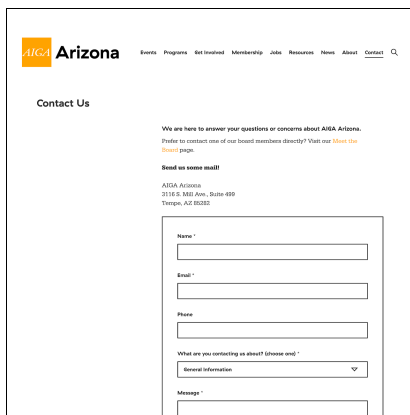 AIGA Arizona
Events Programs Get Involved Membership Jobs Resources News About Contact
Contact Us
We are here to answer your questions or concerns about AIGA Arizona.
Prefer to contact one of our board members directly? Visit our Meet the
Board page.
Send us some mail!
AIGA Arizona
3116 S. Mill Ave., Suite 499
Tempe, AZ 85282
Name *
Email *
Phone
What are you contacting us about? (choose one) *
General Information
Message *